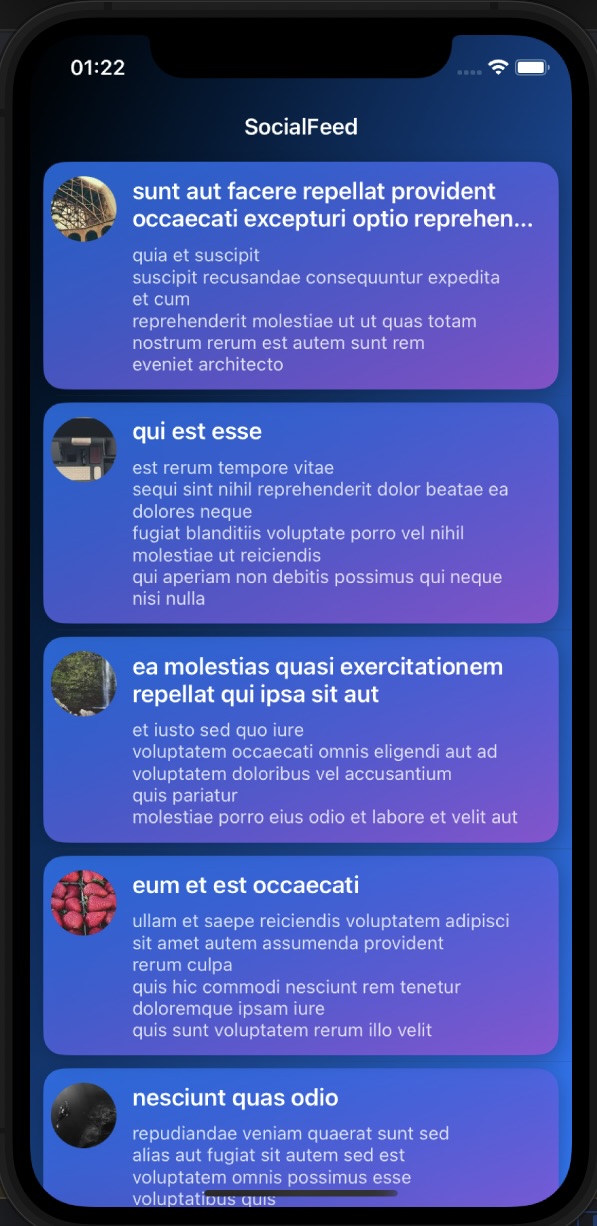 01:22
SocialFeed
sunt aut facere repellat provident
occaecati excepturi optio reprehen...
quia et suscipit
suscipit recusandae consequuntur expedita
et cum
reprehenderit molestiae ut ut quas totam
nostrum rerum est autem sunt rem
eveniet architecto
qui est esse
est rerum tempore vitae
sequi sint nihil reprehenderit dolor beatae ea
dolores neque
fugiat blanditiis voluptate porro vel nihil
molestiae ut reiciendis
qui aperiam non debitis possimus qui neque
nisi nulla
ea molestias quasi exercitationem
repellat qui ipsa sit aut
et iusto sed quo iure
voluptatem occaecati omnis eligendi aut ad
voluptatem doloribus vel accusantium
quis pariatur
molestiae porro eius odio et labore et velit aut
eum et est occaecati
ullam et saepe reiciendis voluptatem adipisci
sit amet autem assumenda provident
rerum culpa
quis hic commodi nesciunt rem tenetur
doloremque ipsam iure
quis sunt voluptatem rerum illo velit
nesciunt quas odio
repudiandae veniam quaerat sunt sed
alias aut fugiat sit autem sed est
voluptatem omnis possimus esse
voluptatibus quis